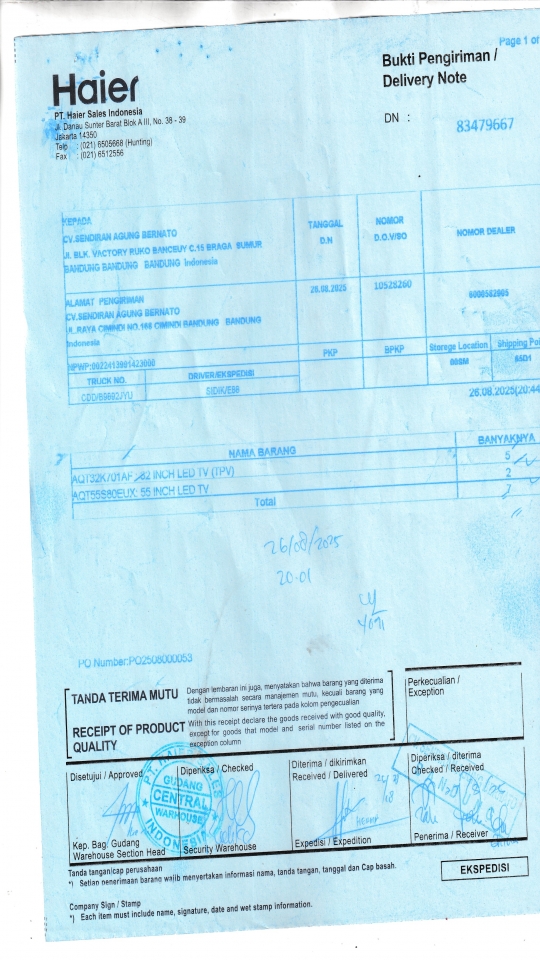 Page 1 or
Haier
Bukti Pengiriman /
Delivery Note
PT. Haier Sales Indonesia
Jl. Danau Sunter Barat Blok A III, No. 38 - 39
Jakarta 14350
Telp : (021) 6505668 (Hunting)
Fax : (021) 6512556
DN : 83479667
KEPADA
CV.SENDIRAN AGUNG BERNATO
JL. BLK. VACTORY RUKO BANCEUY C.15 BRAGA SUMUR
BANDUNG BANDUNG BANDUNG Indonesia
TANGGAL
D.N
NOMOR
D.O.V/SO
NOMOR DEALER
ALAMAT PENGIRIMAN
CV.SENDIRAN AGUNG BERNATO
JL.RAYA CIMINDI NO.168 CIMINDI BANDUNG BANDUNG
Indonesia
26.08.2025
10528260
NPWP:
PKP
BPKP
Storege Location
Shipping Poi
TRUCK NO.
DRIVER/EKSPEDISI
00SM
85D1
SIDIK/E66
26.08.2025(20:44
NAMA BARANG
BANYAKNYA
AQT32K701AF 32 INCH LED TV (TPV)
5
AQT55S80EUX: 55 INCH LED TV
2
Total
7
26/08/2025
20-01
PO Number:PO2508000053
TANDA TERIMA MUTU
Dengan lembaran ini juga, menyatakan bahwa barang yang diterima
tidak bermasalah secara manajemen mutu, kecuali barang yang
model dan nomor serinya tertera pada kolom pengecualian
RECEIPT OF PRODUCT
QUALITY
With this receipt declare the goods received with good quality,
except for goods that model and serial number listed on the
exception column
Perkecualian /
Exception
Disetujui / Approved
Diperiksa / Checked
Diterima / dikirimkan
Received / Delivered
Diperiksa / diterima
Checked / Received
GUDANG
CENTRAL
WARHOUSE
INDONESIA
Kep. Bag. Gudang
Warehouse Section Head
Security Warehouse
Expedisi / Expedition
Penerima / Receiver
Tanda tangan/cap perusahaan
*) Setiap penerimaan barang wajib menyertakan informasi nama, tanda tangan, tanggal dan Cap basah.
EKSPEDISI
Company Sign / Stamp
*) Each item must include name, signature, date and wet stamp information.